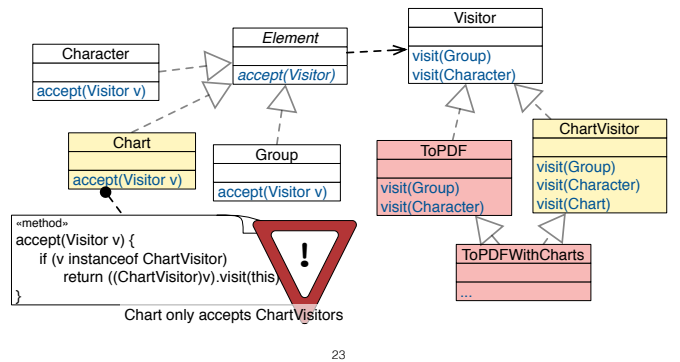 Character
accept(Visitor v)
Element
accept(Visitor)
Visitor
visit(Group)
visit(Character)
Chart
accept(Visitor v)
Group
accept(Visitor v)
ToPDF
visit(Group)
visit(Character)
ChartVisitor
visit(Group)
visit(Character)
visit(Chart)
ToPDFWithCharts
...
«method»
accept(Visitor v) {
if (v instanceof ChartVisitor)
return ((ChartVisitor)v).visit(this)
}
!
Chart only accepts ChartVisitors
23